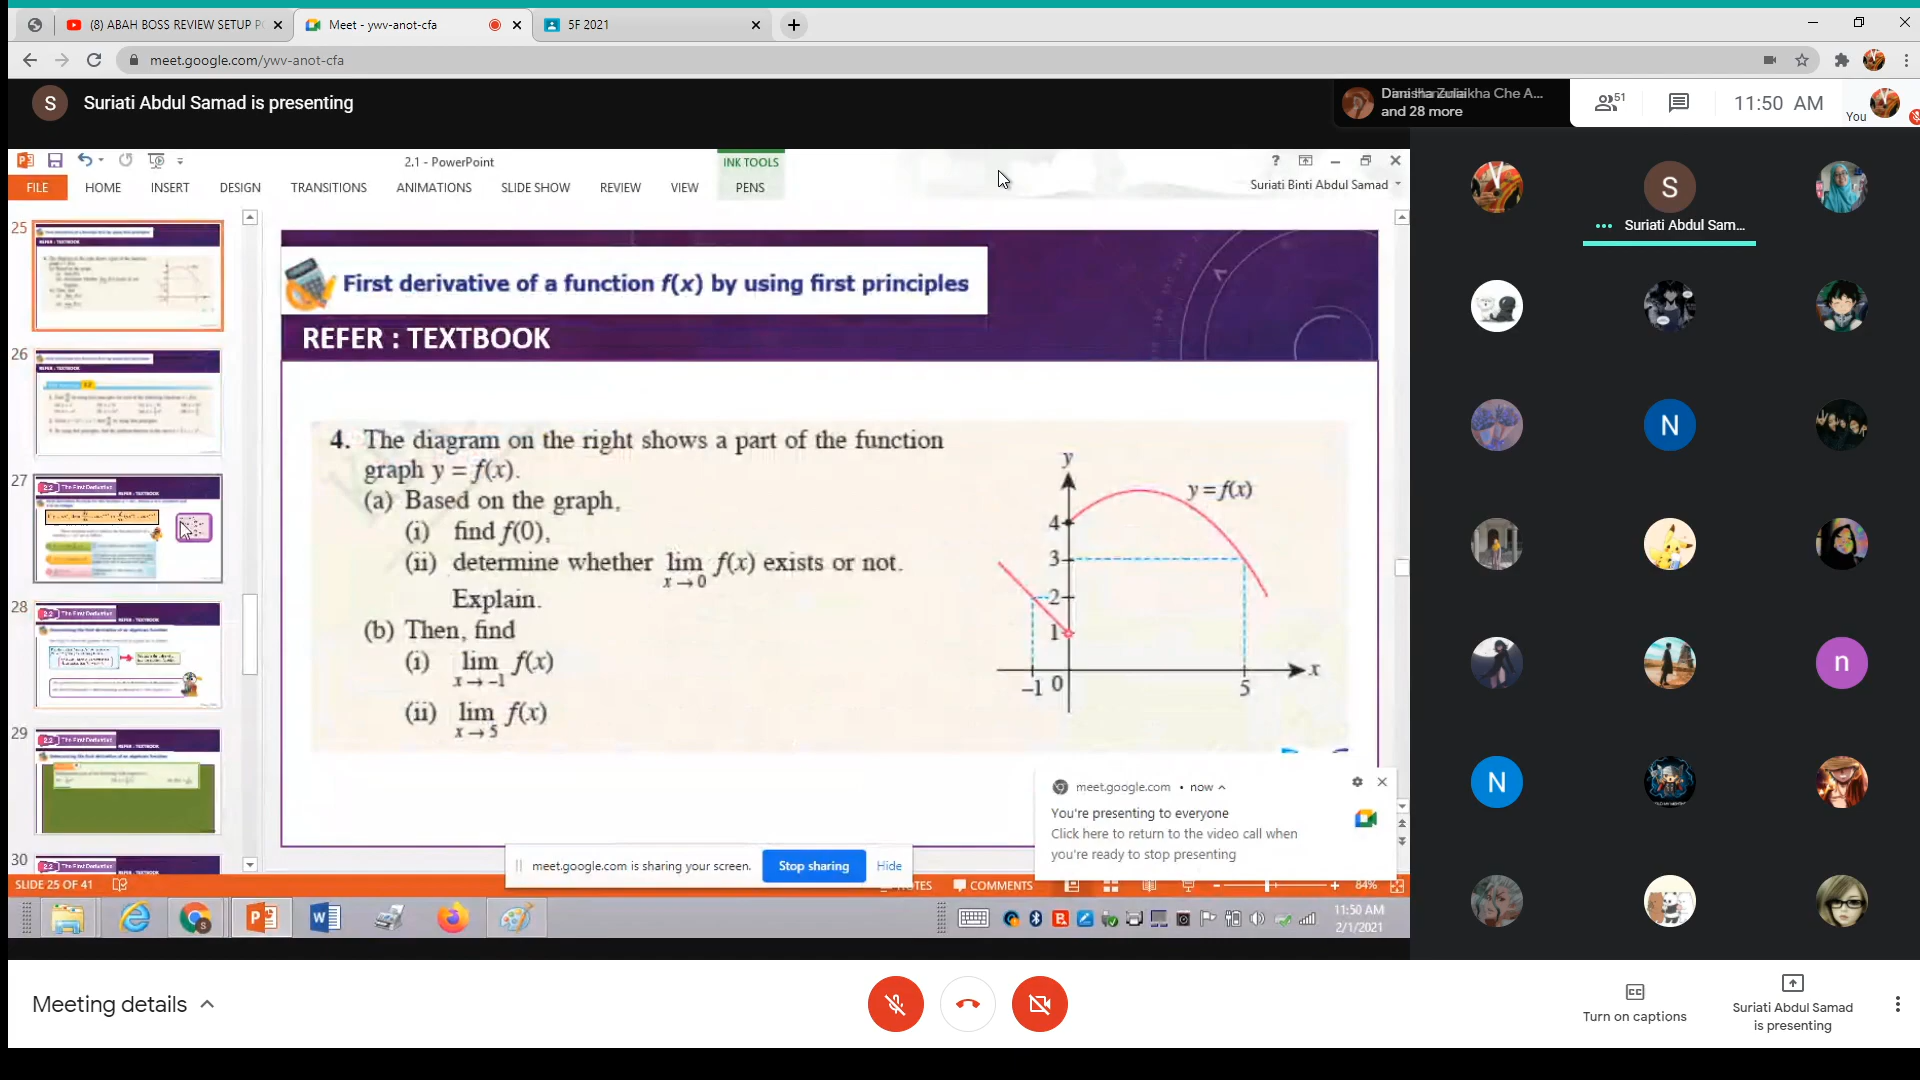 (8) ABAH BOSS REVIEW SETUP P
Meet - ywv-anot-cfa
5F 2021
meet.google.com/ywv-anot-cfa
S
Suriati Abdul Samad is presenting
and 28 more
51
11:50 AM
You
2.1 - PowerPoint
INK TOOLS
FILE
HOME
INSERT
DESIGN
TRANSITIONS
ANIMATIONS
SLIDE SHOW
REVIEW
VIEW
PENS
Suriati Binti Abdul Samad
S
Suriati Abdul Sam...
25
26
27
28
29
30
First derivative of a function f(x) by using first principles
REFER : TEXTBOOK
4. The diagram on the right shows a part of the function
graph y = f(x).
(a) Based on the graph,
(i) find f(0),
(ii) determine whether lim f(x) exists or not.
x → 0
Explain.
(b) Then, find
(i) lim f(x)
x → -1
(ii) lim f(x)
x → 5
y
y = f(x)
4
3
2
1
-1 0
5
x
N
n
N
meet.google.com • now
You're presenting to everyone
Click here to return to the video call when
you're ready to stop presenting
meet.google.com is sharing your screen.
Stop sharing
Hide
SLIDE 25 OF 41
COMMENTS
84%
11:50 AM
2/1/2021
Meeting details
Turn on captions
Suriati Abdul Samad
is presenting